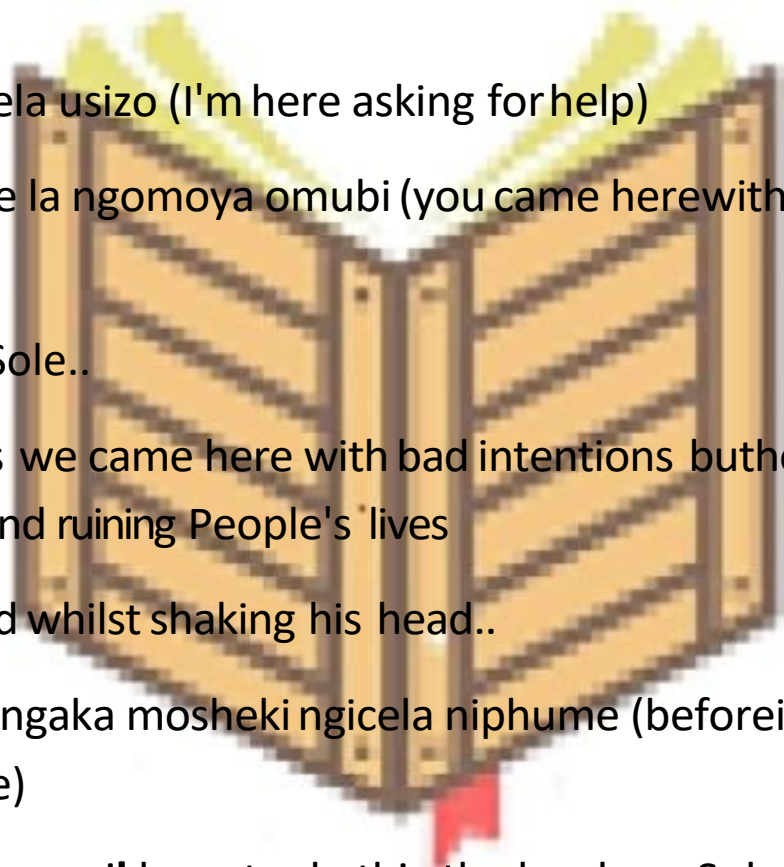 ela usizo (I'm here asking for help)
e la ngomoya omubi (you came here with
Sole..
s we came here with bad intentions buthe
nd ruining People's lives
d whilst shaking his head..
ngaka mosheki ngicela niphume (before i
e)